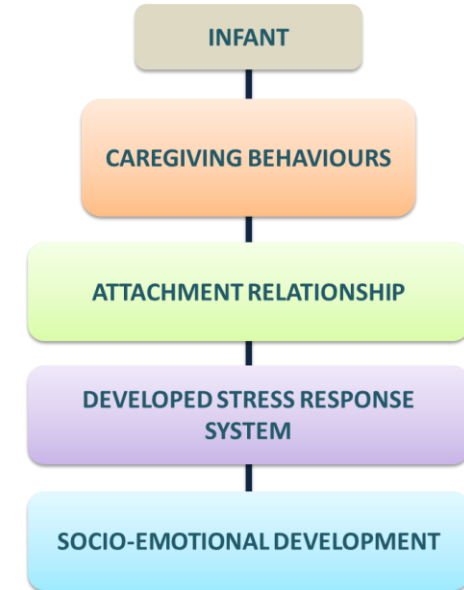 INFANT
CAREGIVING BEHAVIOURS
ATTACHMENT RELATIONSHIP
DEVELOPED STRESS RESPONSE
SYSTEM
SOCIO-EMOTIONAL DEVELOPMENT